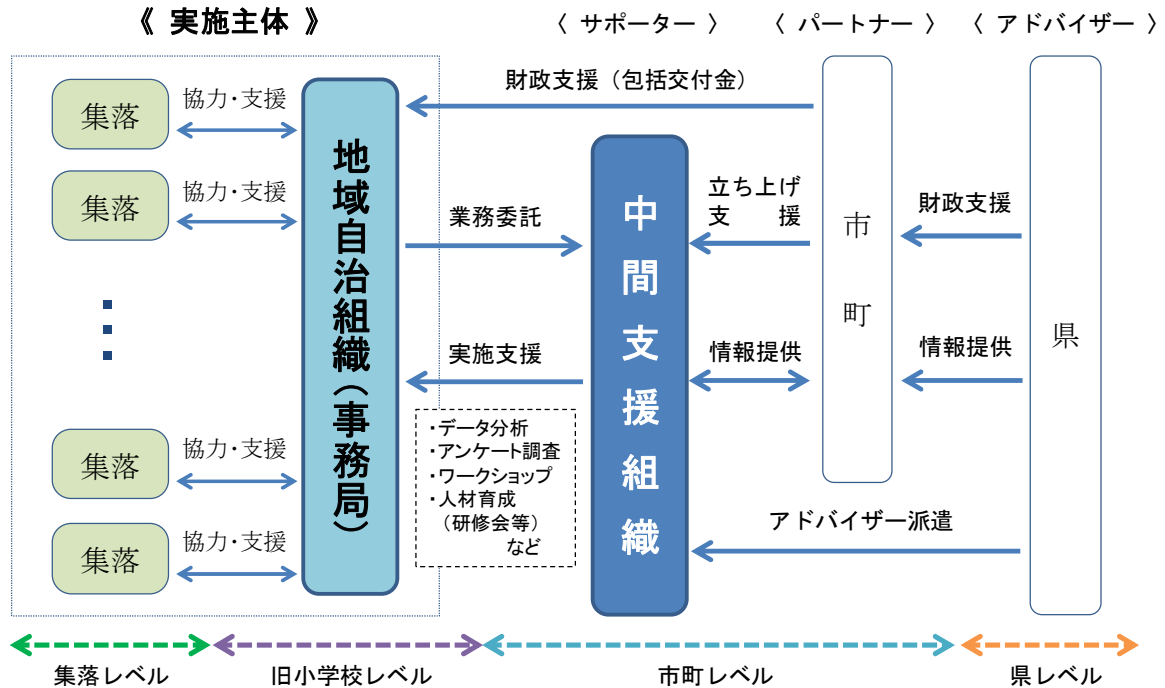 《 実施主体 》
〈 サポーター 〉
〈 パートナー 〉
〈 アドバイザー 〉
集落
協力・支援
集落
協力・支援
集落
協力・支援
集落
協力・支援
地域自治組織（事務局）
財政支援（包括交付金）
業務委託
実施支援
・データ分析
・アンケート調査
・ワークショップ
・人材育成
（研修会等）
など
中間支援組織
立ち上げ
支　　援
情報提供
市町
財政支援
情報提供
アドバイザー派遣
県
集落レベル
旧小学校レベル
市町レベル
県レベル